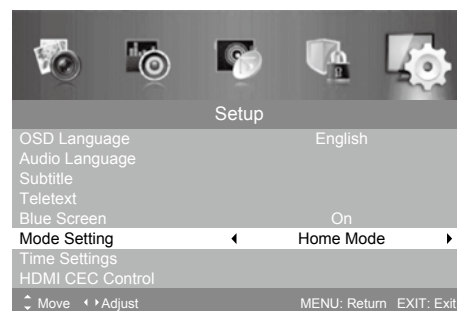 Setup
OSD Language English
Audio Language
Subtitle
Teletext
Blue Screen On
Mode Setting Home Mode
Time Settings
HDMI CEC Control
Move Adjust MENU: Return EXIT: Exit